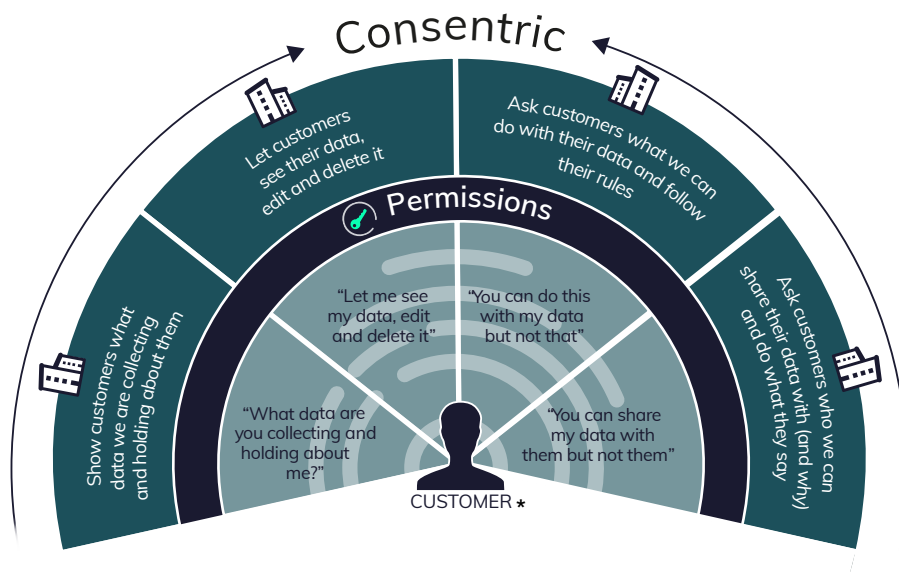 Consentric
Let customers
see their data,
edit and delete it
Ask customers what we can
do with their data and follow
their rules
Permissions
Show customers what
data we are collecting
and holding about them
Ask customers who we can
share their data with (and why)
and do what they say
“Let me see
my data, edit
and delete it”
“You can do this
with my data
but not that”
“What data are
you collecting and
holding about
me?”
“You can share
my data with
them but not them”
CUSTOMER *